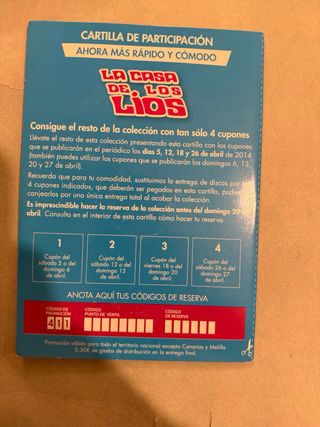 CARTILLA DE PARTICIPACIÓN
AHORA MÁS RÁPIDO Y CÓMODO
LA CASA
DE LOS
LÍOS
Consigue el resto de la colección con tan sólo 4 cupones
Llévate el resto de esta colección presentando esta cartilla con los cupones
que se publicarán en el periódico los días 5, 12, 18 y 26 de abril de 2014
(también puedes utilizar los cupones que se publicarán los domingos 6, 13,
20 y 27 de abril).
Recuerda que para tu comodidad, sustituimos la entrega de discos por los
4 cupones indicados, que deberán ser pegados en esta cartilla, pudiendo
canjearlos por una única entrega total al acabar la colección.
Es imprescindible hacer la reserva de la colección antes del domingo 20 de
abril. Consulta en el interior de esta cartilla cómo hacer tu reserva.
1
Cupón del
sábado 5 o del
domingo 6
de abril.
2
Cupón del
sábado 12 o del
domingo 13
de abril.
3
Cupón del
viernes 18 o del
domingo 20
de abril.
4
Cupón del
sábado 26 o del
domingo 27
de abril.
ANOTA AQUÍ TUS CÓDIGOS DE RESERVA
CÓDIGO DE
PROMOCIÓN
411
CÓDIGO
PUNTO DE VENTA
CÓDIGO
DE RESERVA
Promoción válida para todo el territorio nacional excepto Canarias y Melilla.
0,50€ de gastos de distribución en la entrega final.